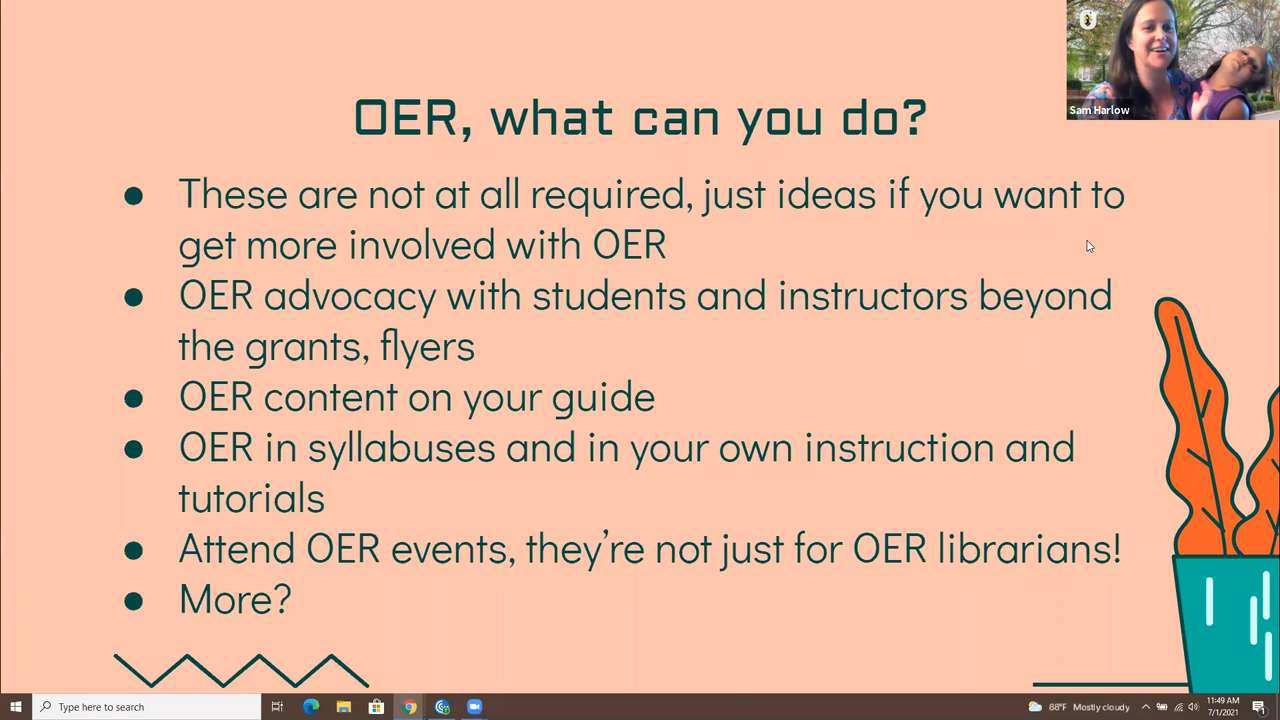 OER, what can you do?
Sam Harlow
● These are not at all required, just ideas if you want to
get more involved with OER
● OER advocacy with students and instructors beyond
the grants, flyers
● OER content on your guide
● OER in syllabuses and in your own instruction and
tutorials
● Attend OER events, they're not just for OER librarians!
● More?
Type here to search
88°F Mostly cloudy
11:49 AM
7/1/2021
1